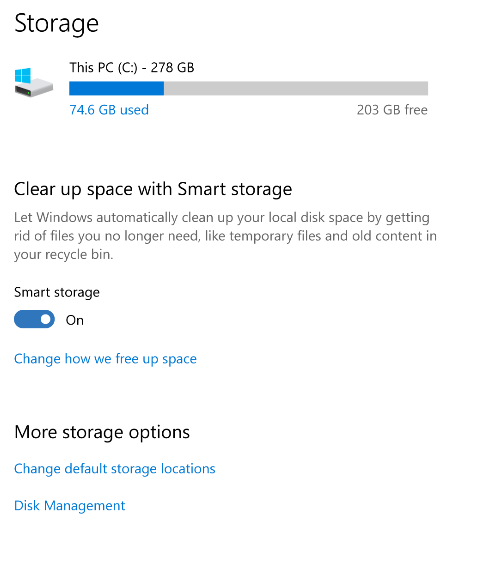 Storage
This PC (C:) - 278 GB
74.6 GB used
203 GB free
Clear up space with Smart storage
Let Windows automatically clean up your local disk space by getting
rid of files you no longer need, like temporary files and old content in
your recycle bin.
Smart storage
On
Change how we free up space
More storage options
Change default storage locations
Disk Management